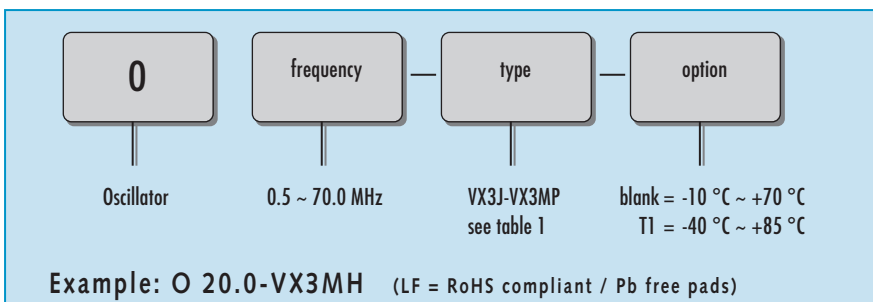 O
frequency
—
type
—
option
Oscillator
0.5 ~ 70.0 MHz
VX3J-VX3MP
see table 1
blank = -10 °C ~ +70 °C
T1 = -40 °C ~ +85 °C
Example: O 20.0-VX3MH (LF = RoHS compliant / Pb free pads)